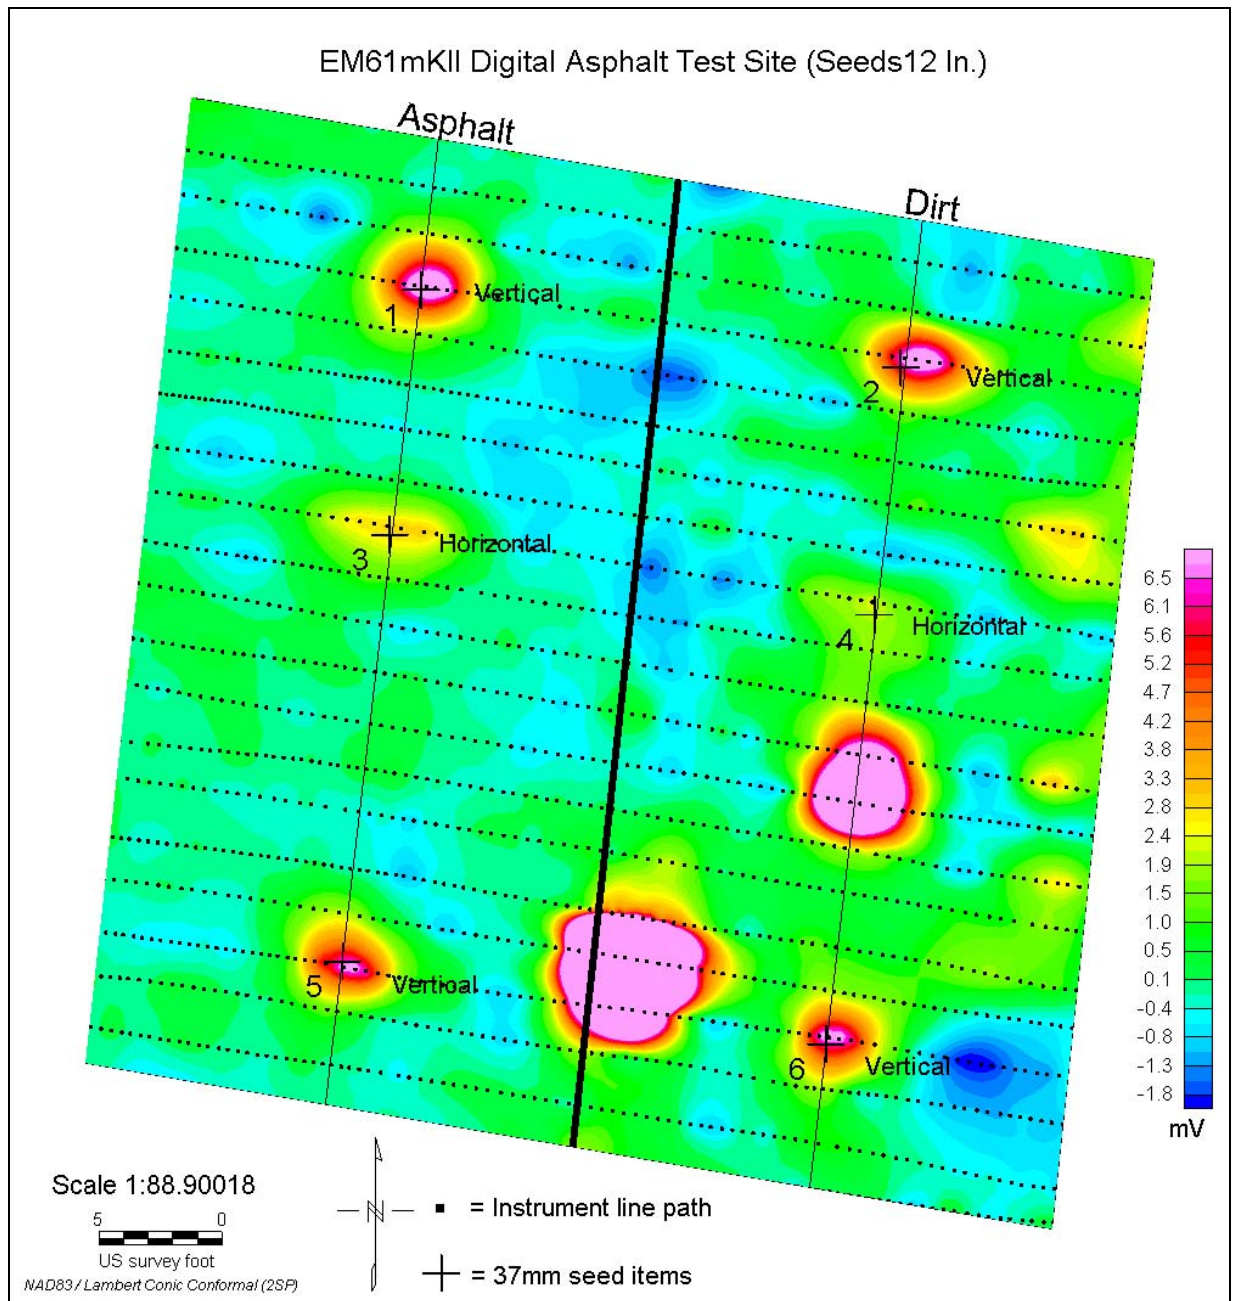 EM61mKII Digital Asphalt Test Site (Seeds12 In.)
Asphalt
Dirt
Vertical
1
Vertical
2
Horizontal
3
Horizontal
4
Vertical
5
Vertical
6
6.5
6.1
5.6
5.2
4.7
4.2
3.8
3.3
2.8
2.4
1.9
1.5
1.0
0.5
0.1
-0.4
-0.8
-1.3
-1.8
mV
Scale 1:88.90018
5 0
US survey foot
NAD83 / Lambert Conic Conformal (2SP)
N
= Instrument line path
= 37mm seed items